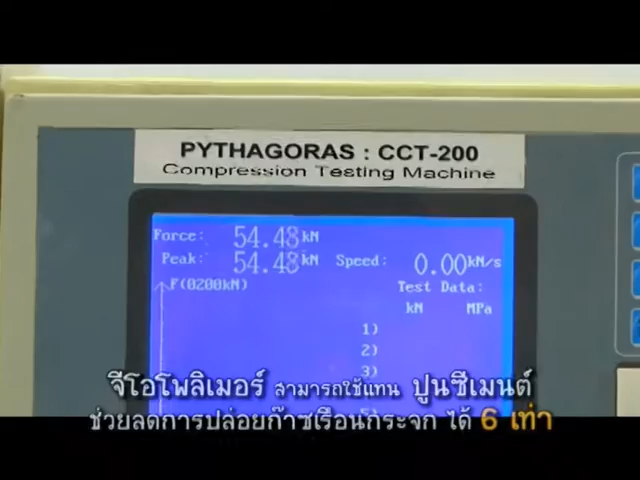 PYTHAGORAS : CCT-200
Compression Testing Machine
Force: 54.48 kN
Peak: 54.48 kN Speed: 0.00 kN/s
F(0200kN) Test Data:
kN MPa
1)
2)
3)
จีโอโพลิเมอร์ สามารถใช้แทน ปูนซีเมนต์
ช่วยลดการปล่อยก๊าซเรือนกระจก ได้ 6 เท่า